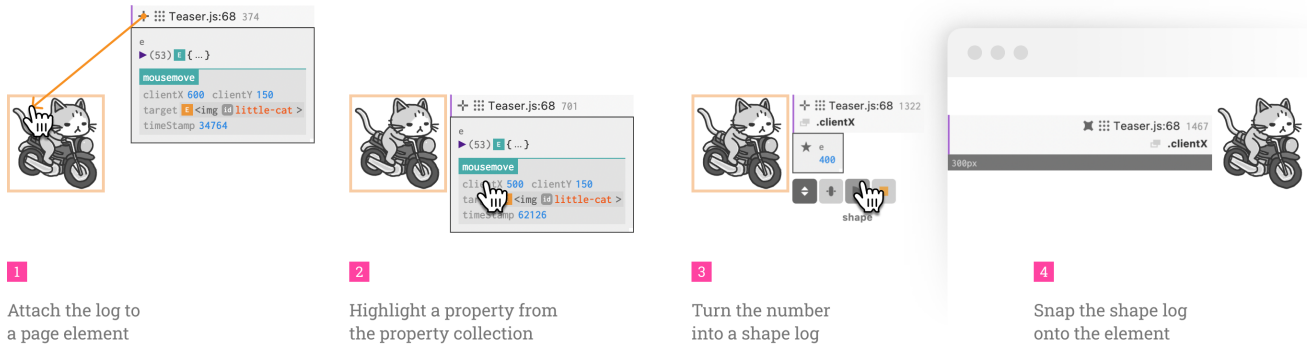 Teaser.js:68 374
e
(53) E {…}
mousemove
clientX 600 clientY 150
target E <img id little-cat >
timeStamp 34764
1
Attach the log to
a page element
Teaser.js:68 701
e
(53) E {…}
mousemove
clientX 500 clientY 150
<img id little-cat >
timeStamp 62126
2
Highlight a property from
the property collection
Teaser.js:68 1322
.clientX
e
400
shape
3
Turn the number
into a shape log
Teaser.js:68 1467
.clientX
300px
4
Snap the shape log
onto the element